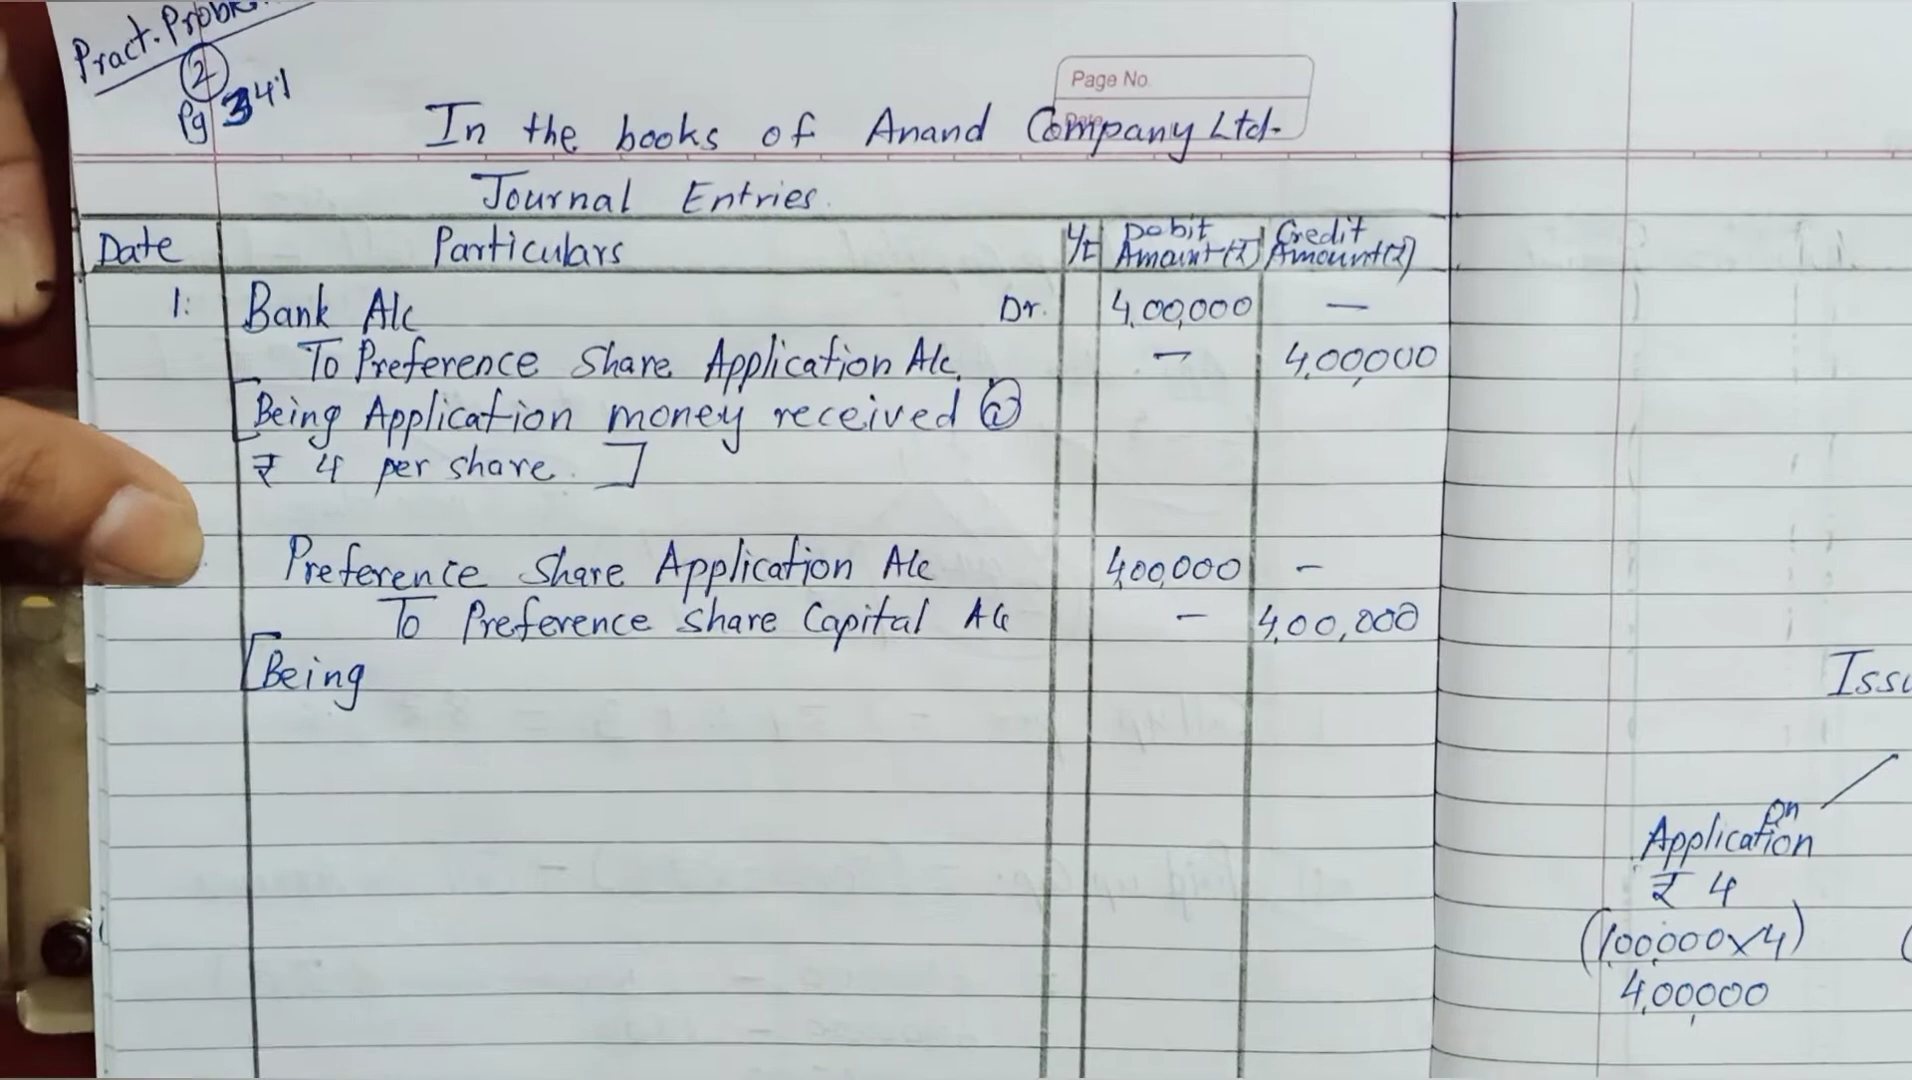 Pract. Prob
2
Pg 341
Page No.
In the books of Anand Company Ltd.
Journal Entries.
Date Particulars L/F Debit Amount(₹) Credit Amount(₹)
1. Bank A/c Dr. 4,00,000 —
To Preference Share Application A/c. — 4,00,000
[Being Application money received @
₹ 4 per share. ]
Preference Share Application A/c 4,00,000 —
To Preference Share Capital A/c — 4,00,000
[Being
Issu
On
Application
₹ 4
(1,00,000x4)
4,00,000